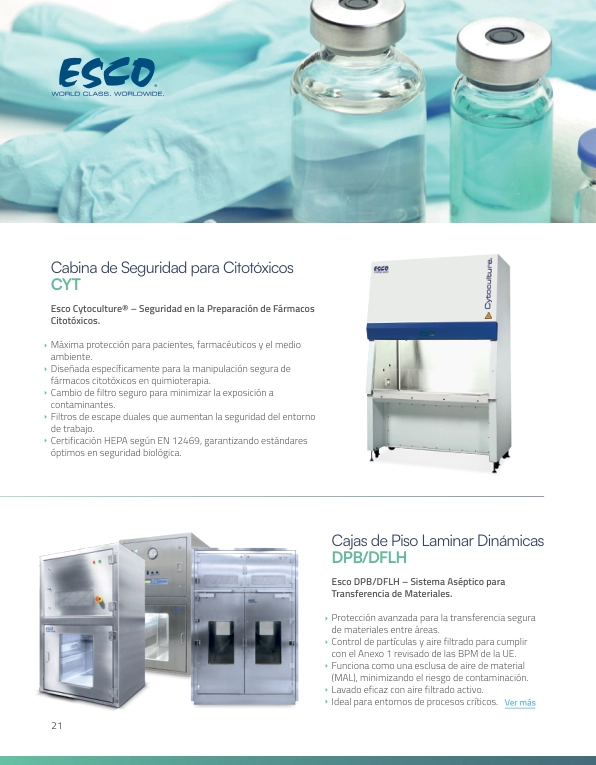 ESCO
WORLD CLASS. WORLDWIDE.
Cabina de Seguridad para Citotóxicos
CYT
Esco Cytoculture® – Seguridad en la Preparación de Fármacos
Citotóxicos.
Máxima protección para pacientes, farmacéuticos y el medio
ambiente.
Diseñada específicamente para la manipulación segura de
fármacos citotóxicos en quimioterapia.
Cambio de filtro seguro para minimizar la exposición a
contaminantes.
Filtros de escape duales que aumentan la seguridad del entorno
de trabajo.
Certificación HEPA según EN 12469, garantizando estándares
óptimos en seguridad biológica.
ESCO
Cytoculture.
Cajas de Piso Laminar Dinámicas
DPB/DFLH
Esco DPB/DFLH – Sistema Aséptico para
Transferencia de Materiales.
Protección avanzada para la transferencia segura
de materiales entre áreas.
Control de partículas y aire filtrado para cumplir
con el Anexo 1 revisado de las BPM de la UE.
Funciona como una esclusa de aire de material
(MAL), minimizando el riesgo de contaminación.
Lavado eficaz con aire filtrado activo.
Ideal para entornos de procesos críticos. Ver más
21